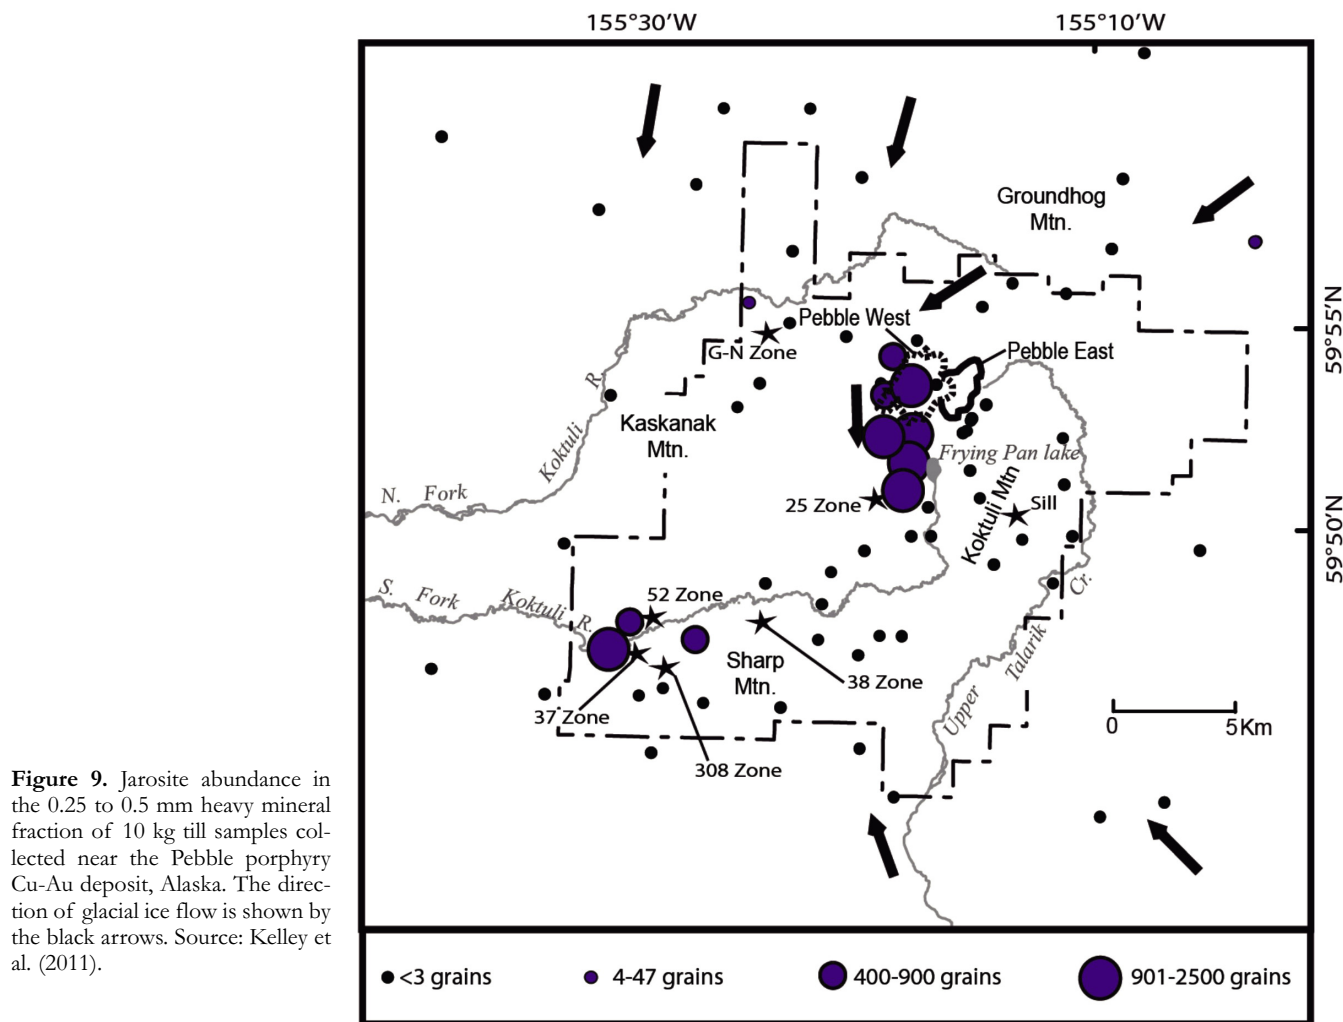 155°30'W
155°10'W
Groundhog
Mtn.
59°55'N
Pebble West
Pebble East
G-N Zone
Kaskanak
Mtn.
N. Fork Koktuli R.
Frying Pan lake
25 Zone
Koktuli Mtn
Sill
59°50'N
S. Fork Koktuli R.
52 Zone
Upper Talarik Cr.
Sharp
Mtn.
38 Zone
37 Zone
308 Zone
0 5Km
Figure 9. Jarosite abundance in
the 0.25 to 0.5 mm heavy mineral
fraction of 10 kg till samples col-
lected near the Pebble porphyry
Cu-Au deposit, Alaska. The direc-
tion of glacial ice flow is shown by
the black arrows. Source: Kelley et
al. (2011).
<3 grains 4-47 grains 400-900 grains 901-2500 grains